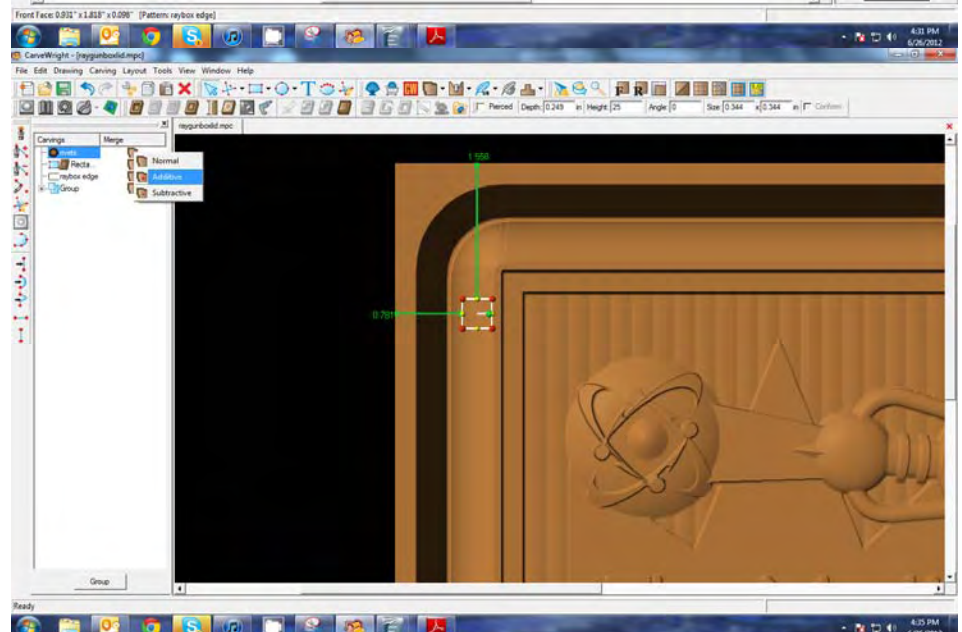 Front Face: 0.931" x 1.818" x 0.098" [Pattern: raybox edge]
4:31 PM
6/26/2012
CarveWright - [raygunboxlid.mpc]
File Edit Drawing Carving Layout Tools View Window Help
Pierced Depth: 0.249 in Height: 25 Angle: 0 Size: 0.344 x 0.344 in Conform
raygunboxlid.mpc
Carvings Merge
rivets
Recta...
raybox edge
Group
Normal
Additive
Subtractive
1.558
0.781
Group
Ready
4:35 PM